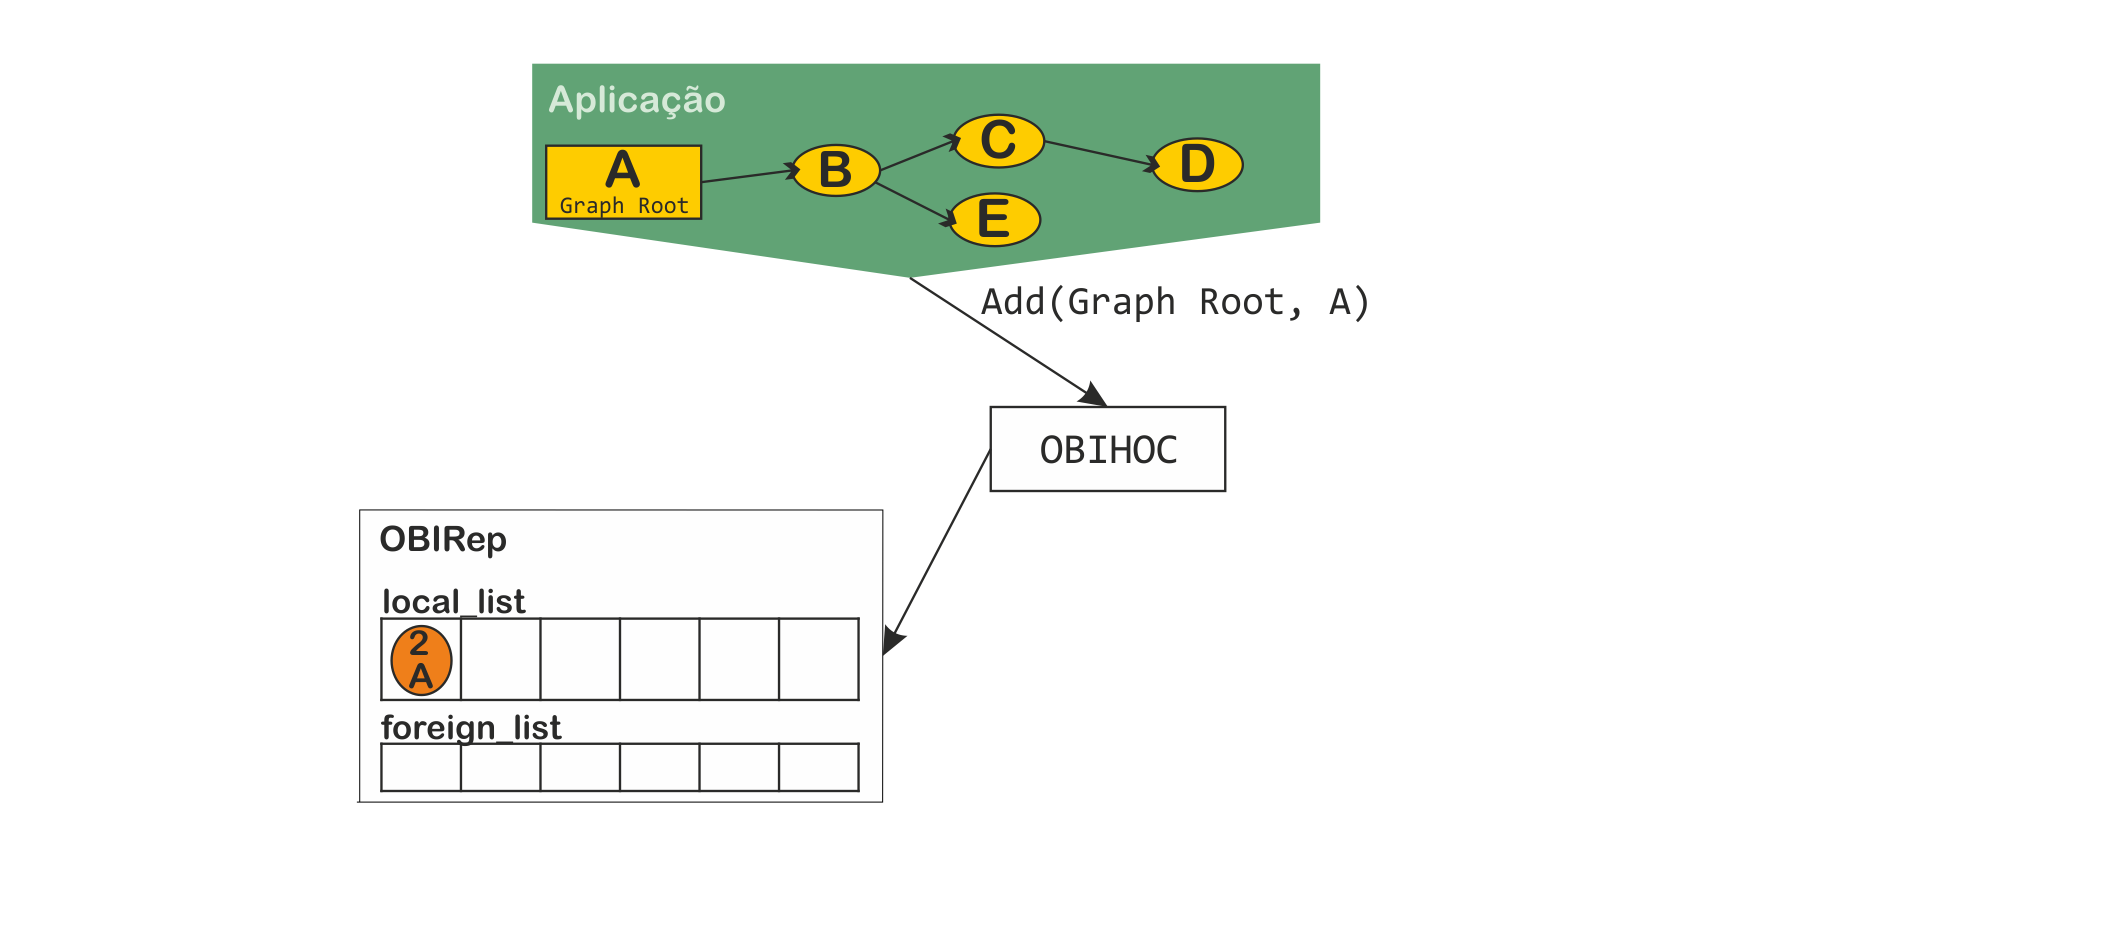 Aplicação
A
Graph Root
B
C
D
E
Add(Graph Root, A)
OBIHOC
OBIRep
local_list
2
A
foreign_list